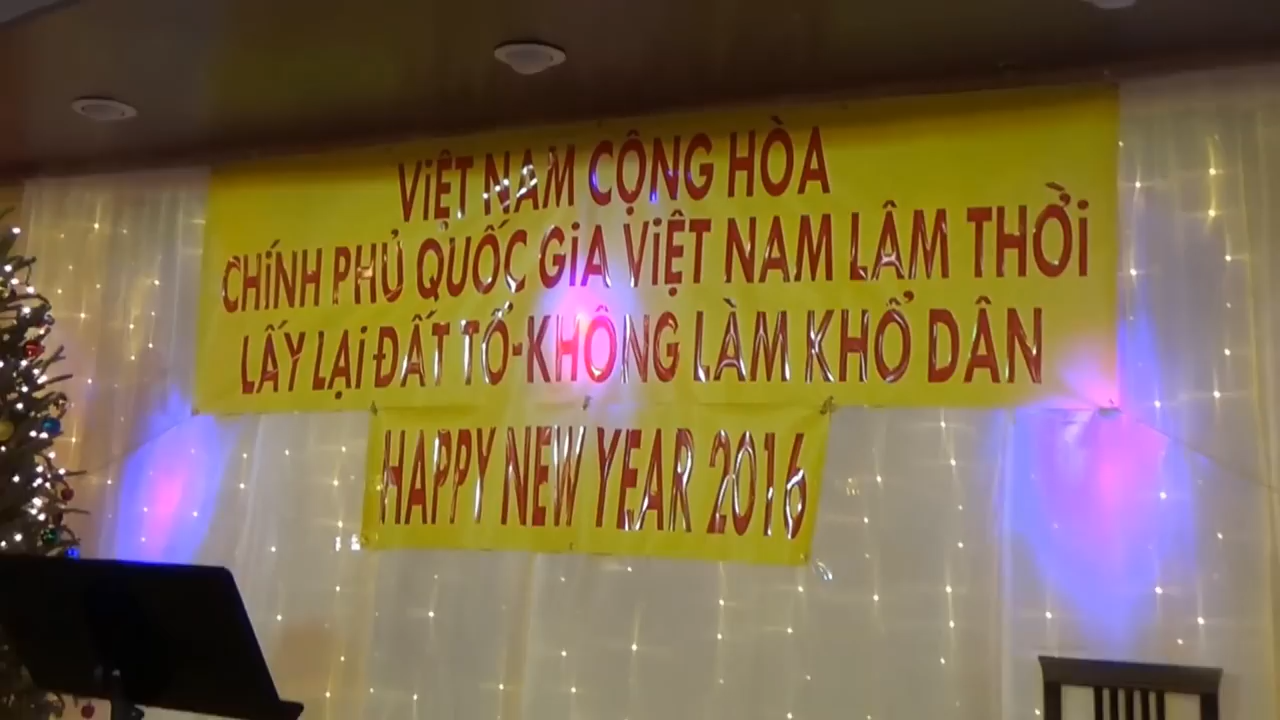 ViỆT NAM CỘNG HÒA
CHíNH PHỦ QUỐC GiA ViỆT NAM LÂM THỜi
LẤY LẠi ĐẤT TỔ-KHÔNG LÀM KHỔ DÂN
HAPPY NEW YEAR 2016